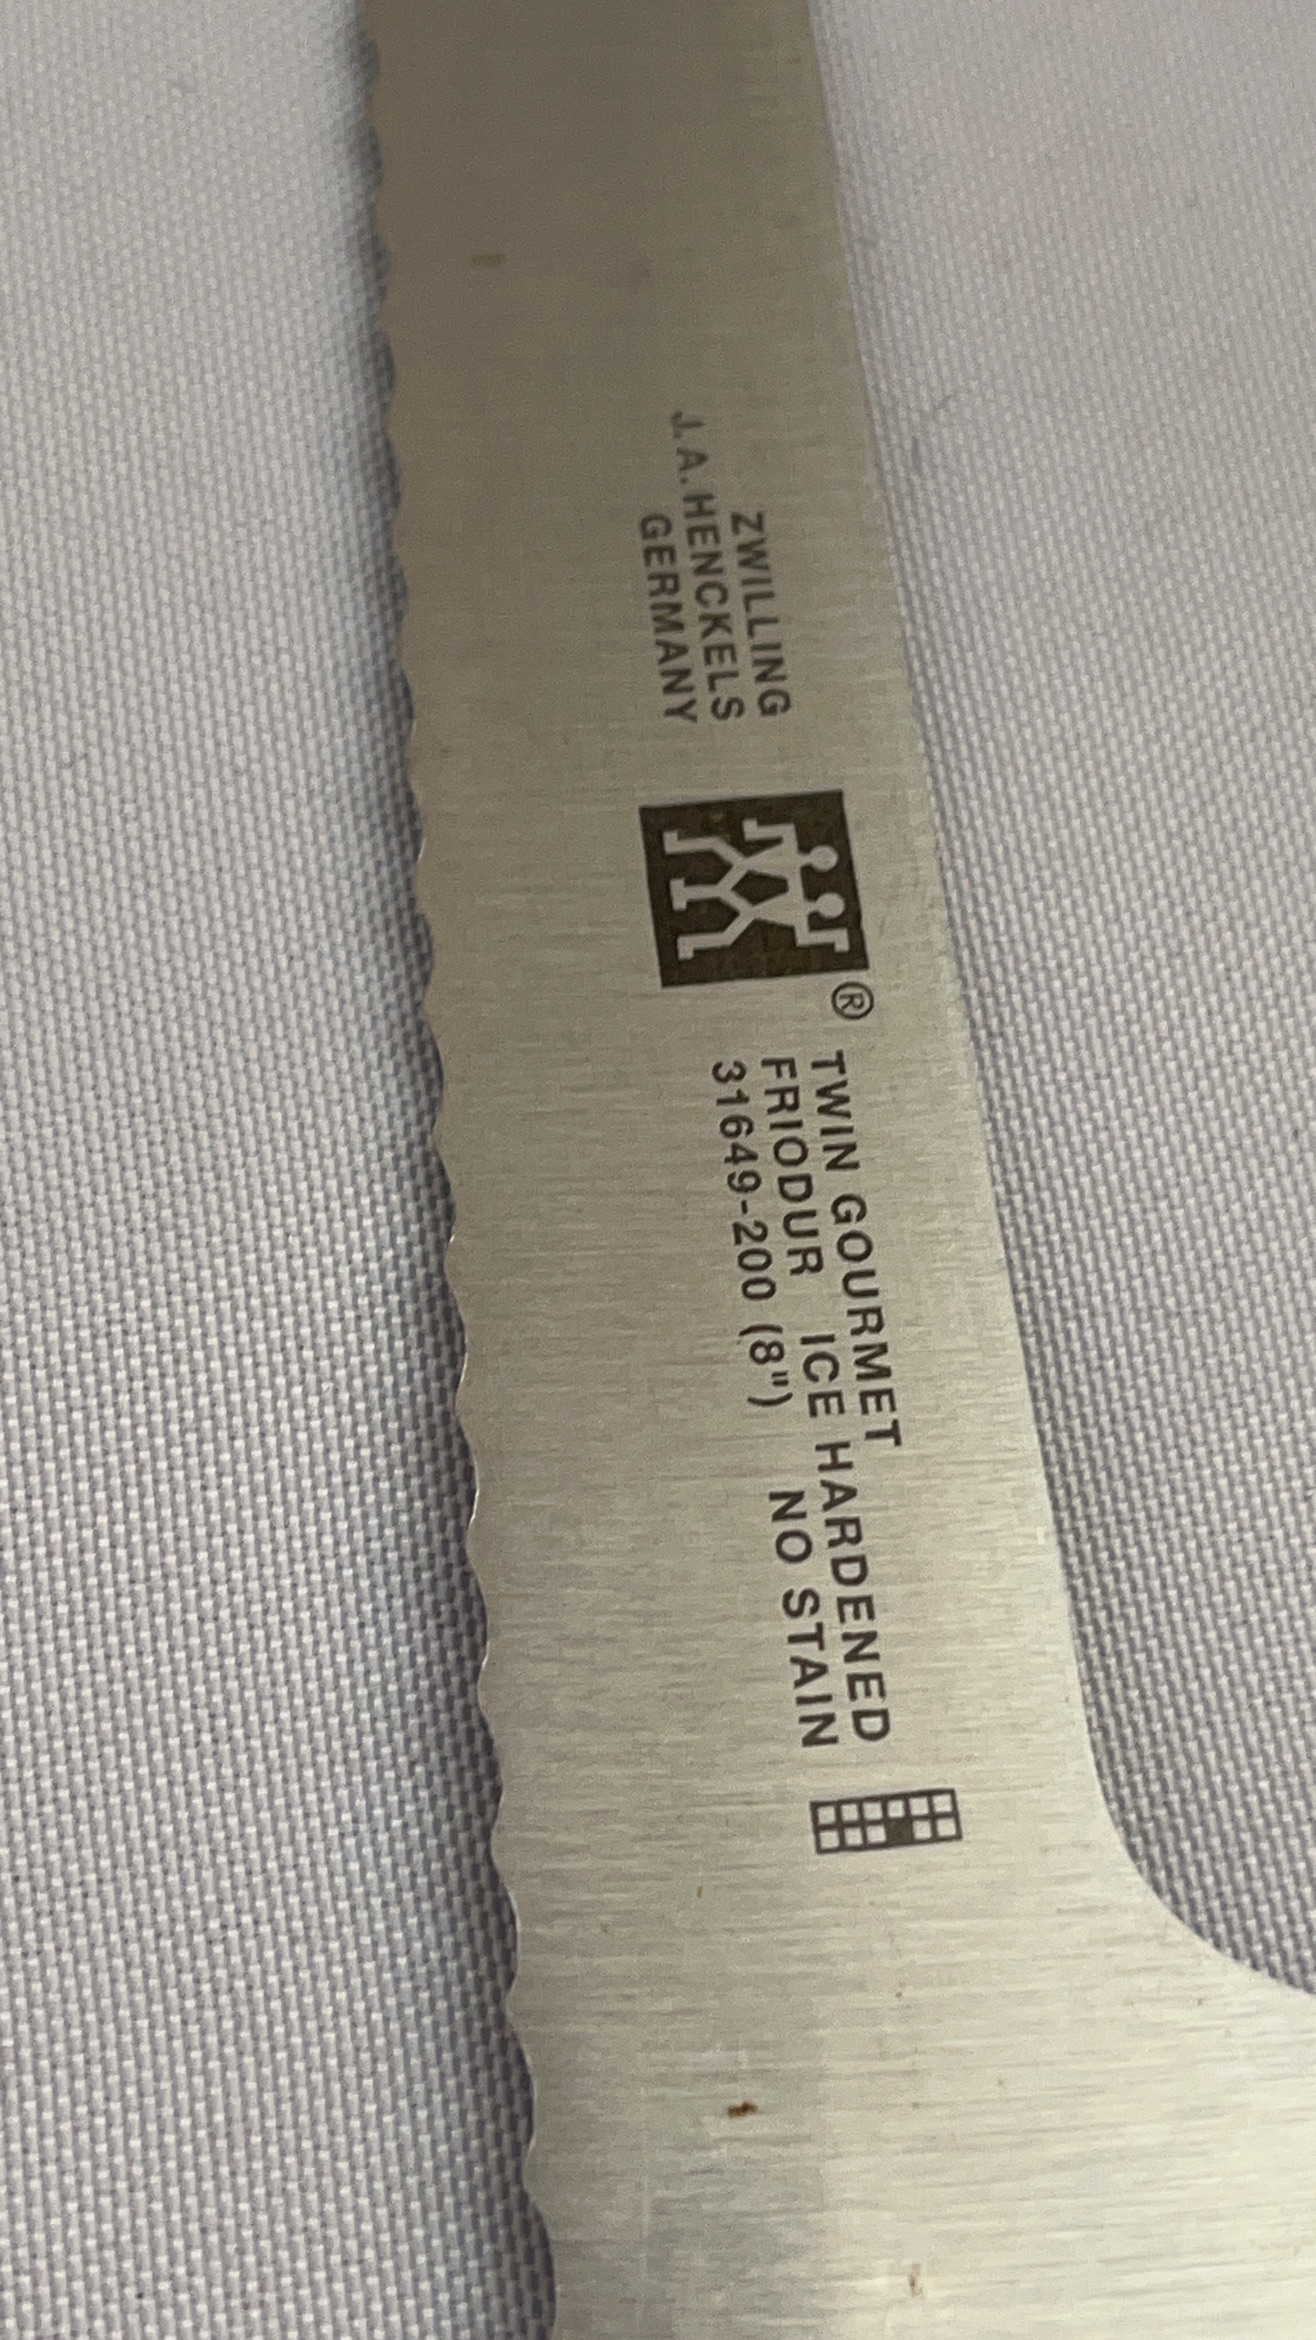 ZWILLING
J.A. HENCKELS
GERMANY
®
TWIN GOURMET
FRIODUR ICE HARDENED
31649-200 (8") NO STAIN